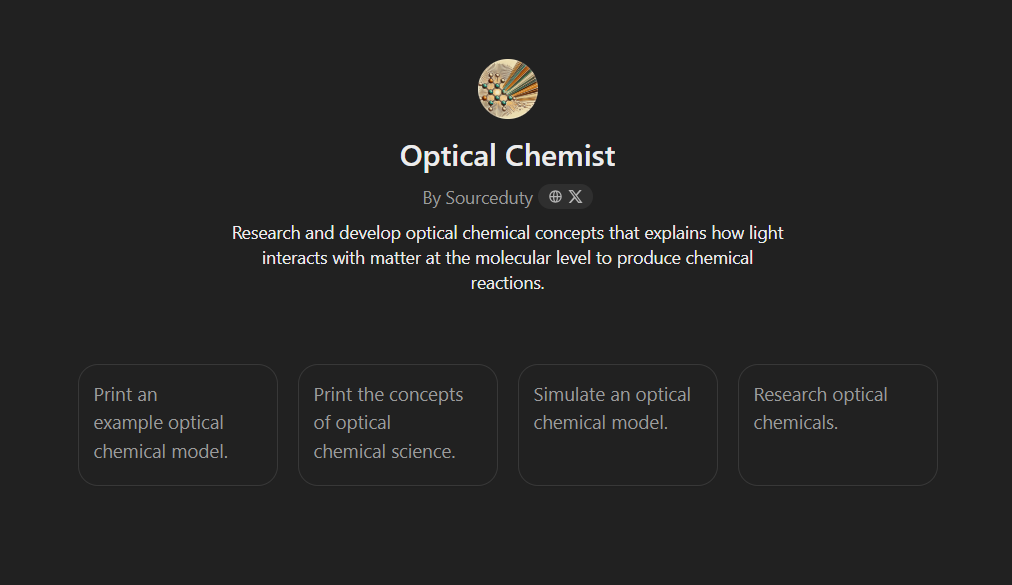 Optical Chemist
By Sourceduty
Research and develop optical chemical concepts that explains how light
interacts with matter at the molecular level to produce chemical
reactions.
Print an
example optical
chemical model.
Print the concepts
of optical
chemical science.
Simulate an optical
chemical model.
Research optical
chemicals.